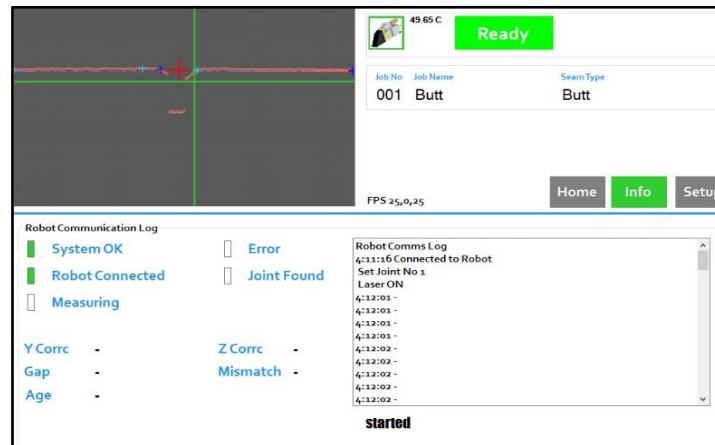 49.65 C
Ready
Job No Job Name Seam Type
001 Butt Butt
FPS 25,0,25
Home Info Setu
Robot Communication Log
System OK Error
Robot Connected Joint Found
Measuring
Y Corrc - Z Corrc -
Gap - Mismatch -
Age -
Robot Comms Log
4:11:16 Connected to Robot
Set Joint No 1
Laser ON
4:12:01 -
4:12:01 -
4:12:01 -
4:12:01 -
4:12:02 -
4:12:02 -
4:12:02 -
4:12:02 -
4:12:02 -
started